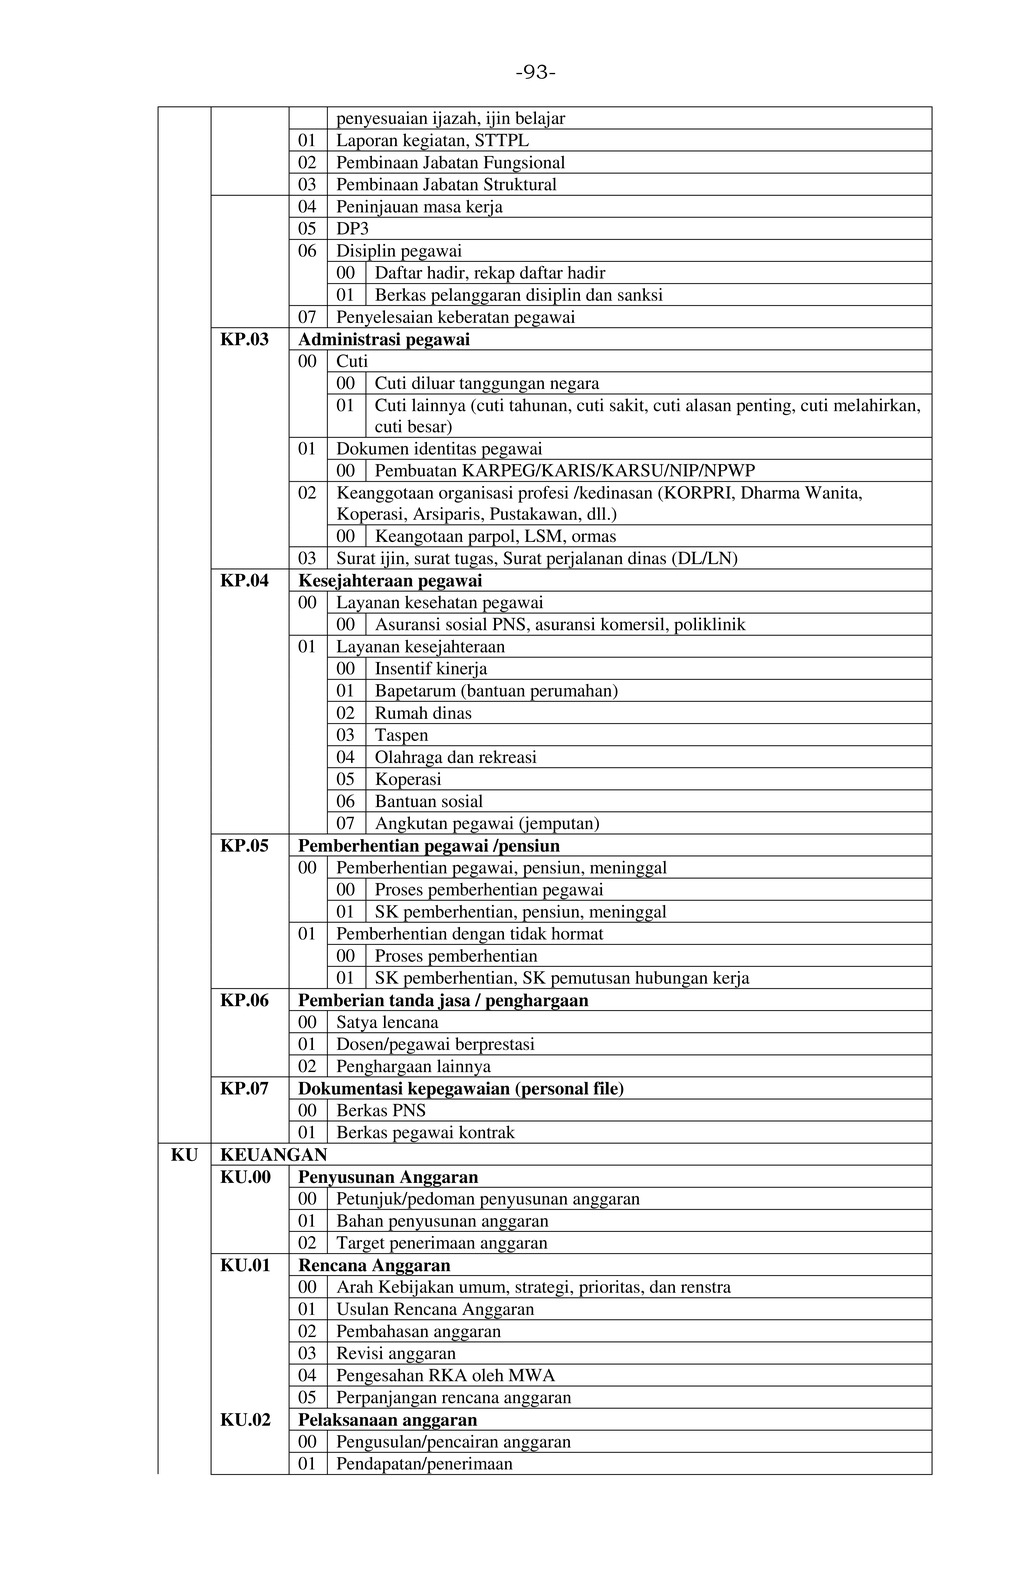 -93-
penyesuaian ijazah, ijin belajar
01 Laporan kegiatan, STTPL
02 Pembinaan Jabatan Fungsional
03 Pembinaan Jabatan Struktural
04 Peninjauan masa kerja
05 DP3
06 Disiplin pegawai
00 Daftar hadir, rekap daftar hadir
01 Berkas pelanggaran disiplin dan sanksi
07 Penyelesaian keberatan pegawai
KP.03 Administrasi pegawai
00 Cuti
00 Cuti diluar tanggungan negara
01 Cuti lainnya (cuti tahunan, cuti sakit, cuti alasan penting, cuti melahirkan,
cuti besar)
01 Dokumen identitas pegawai
00 Pembuatan KARPEG/KARIS/KARSU/NIP/NPWP
02 Keanggotaan organisasi profesi /kedinasan (KORPRI, Dharma Wanita,
Koperasi, Arsiparis, Pustakawan, dll.)
00 Keangotaan parpol, LSM, ormas
03 Surat ijin, surat tugas, Surat perjalanan dinas (DL/LN)
KP.04 Kesejahteraan pegawai
00 Layanan kesehatan pegawai
00 Asuransi sosial PNS, asuransi komersil, poliklinik
01 Layanan kesejahteraan
00 Insentif kinerja
01 Bapetarum (bantuan perumahan)
02 Rumah dinas
03 Taspen
04 Olahraga dan rekreasi
05 Koperasi
06 Bantuan sosial
07 Angkutan pegawai (jemputan)
KP.05 Pemberhentian pegawai /pensiun
00 Pemberhentian pegawai, pensiun, meninggal
00 Proses pemberhentian pegawai
01 SK pemberhentian, pensiun, meninggal
01 Pemberhentian dengan tidak hormat
00 Proses pemberhentian
01 SK pemberhentian, SK pemutusan hubungan kerja
KP.06 Pemberian tanda jasa / penghargaan
00 Satya lencana
01 Dosen/pegawai berprestasi
02 Penghargaan lainnya
KP.07 Dokumentasi kepegawaian (personal file)
00 Berkas PNS
01 Berkas pegawai kontrak
KU KEUANGAN
KU.00 Penyusunan Anggaran
00 Petunjuk/pedoman penyusunan anggaran
01 Bahan penyusunan anggaran
02 Target penerimaan anggaran
KU.01 Rencana Anggaran
00 Arah Kebijakan umum, strategi, prioritas, dan renstra
01 Usulan Rencana Anggaran
02 Pembahasan anggaran
03 Revisi anggaran
04 Pengesahan RKA oleh MWA
05 Perpanjangan rencana anggaran
KU.02 Pelaksanaan anggaran
00 Pengusulan/pencairan anggaran
01 Pendapatan/penerimaan